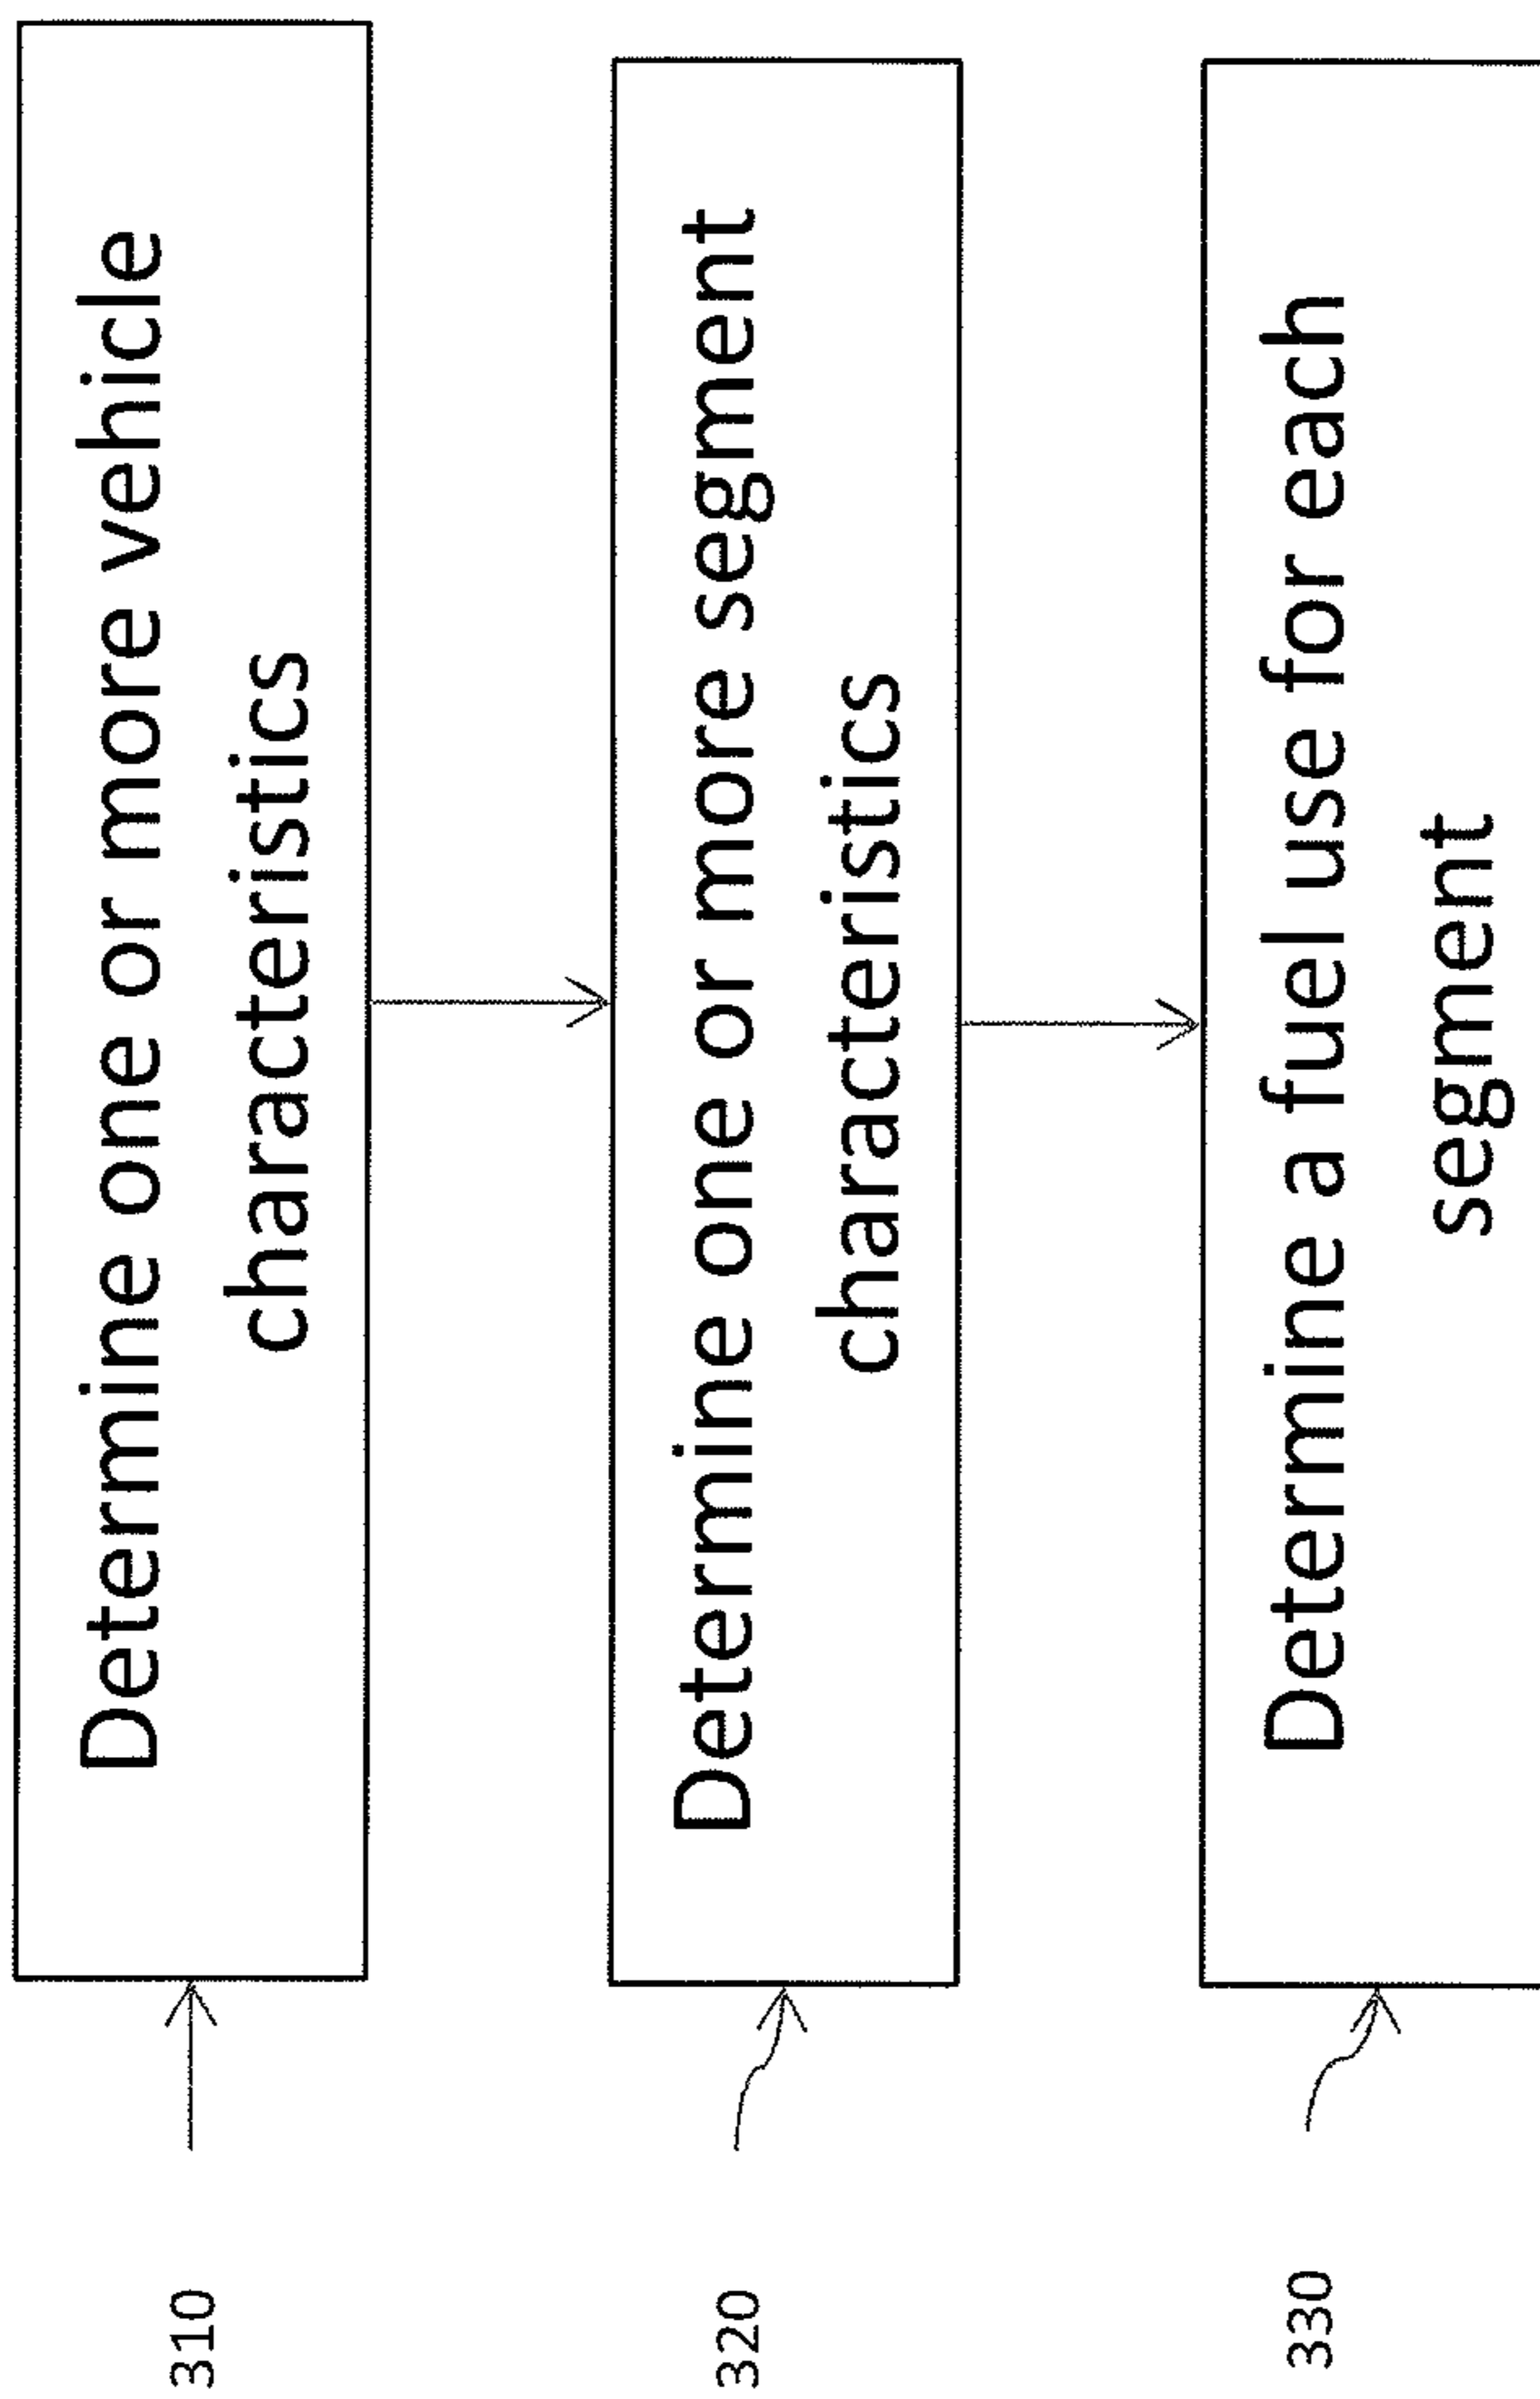 310
Determine one or more vehicle
characteristics
320
Determine one or more segment
characteristics
330
Determine a fuel use for each
segment